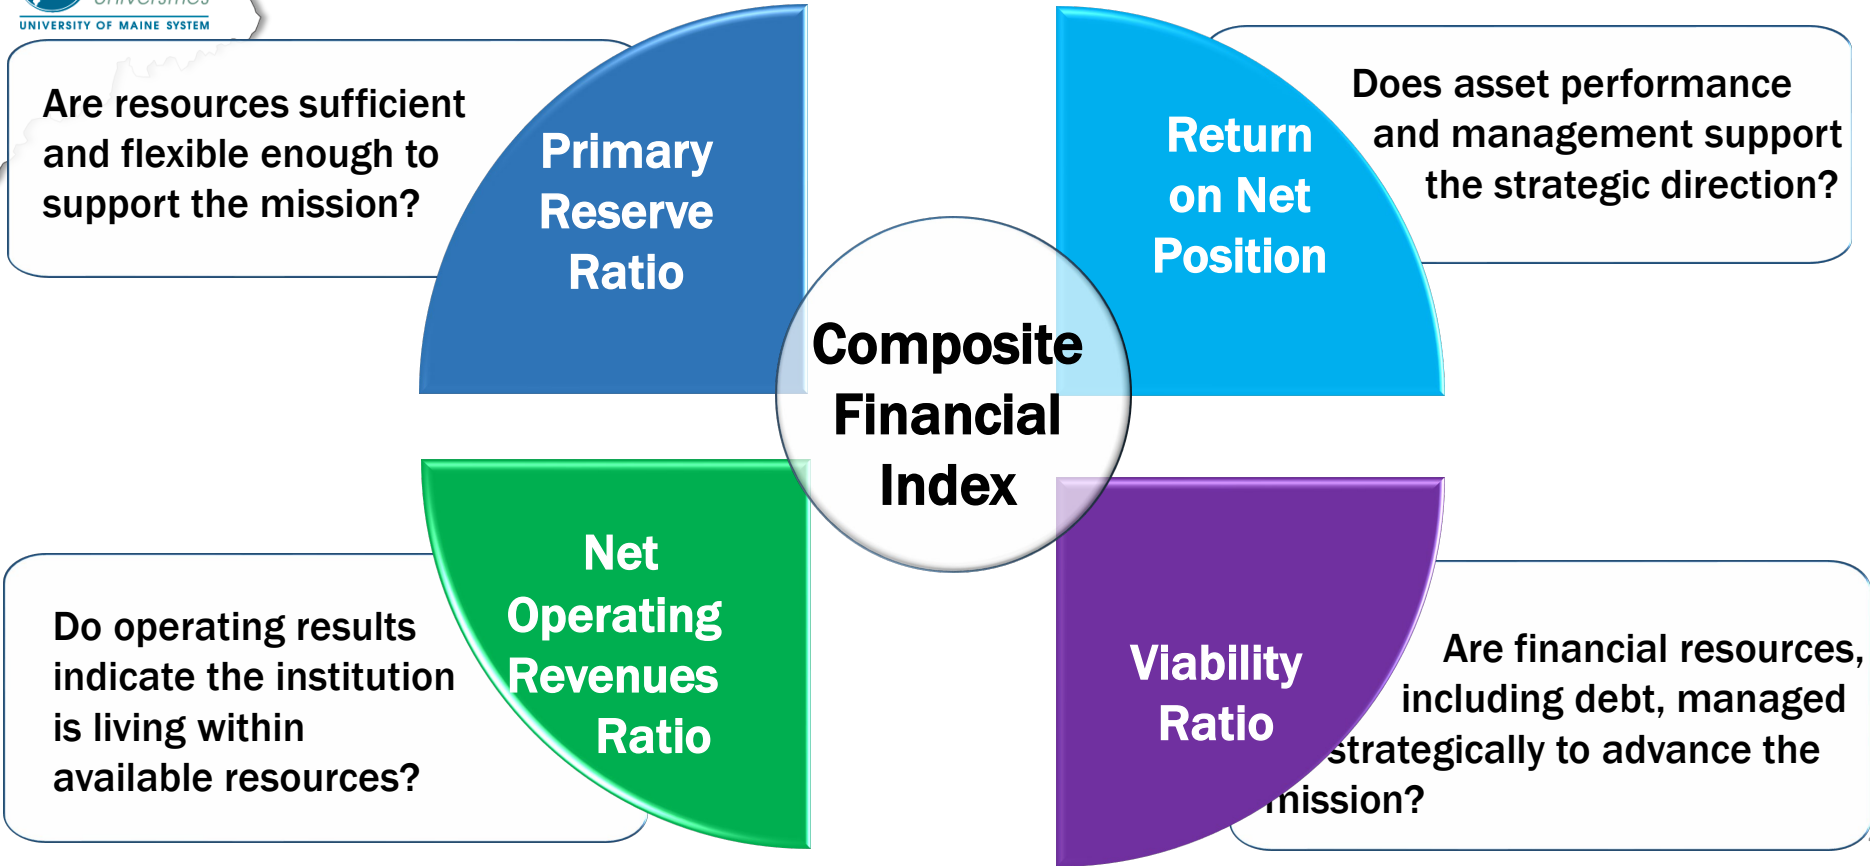 UNIVERSITY OF MAINE SYSTEM
Are resources sufficient
and flexible enough to
support the mission?
Primary
Reserve
Ratio
Return
on Net
Position
Does asset performance
and management support
the strategic direction?
Composite
Financial
Index
Do operating results
indicate the institution
is living within
available resources?
Net
Operating
Revenues
Ratio
Viability
Ratio
Are financial resources,
including debt, managed
strategically to advance the
mission?